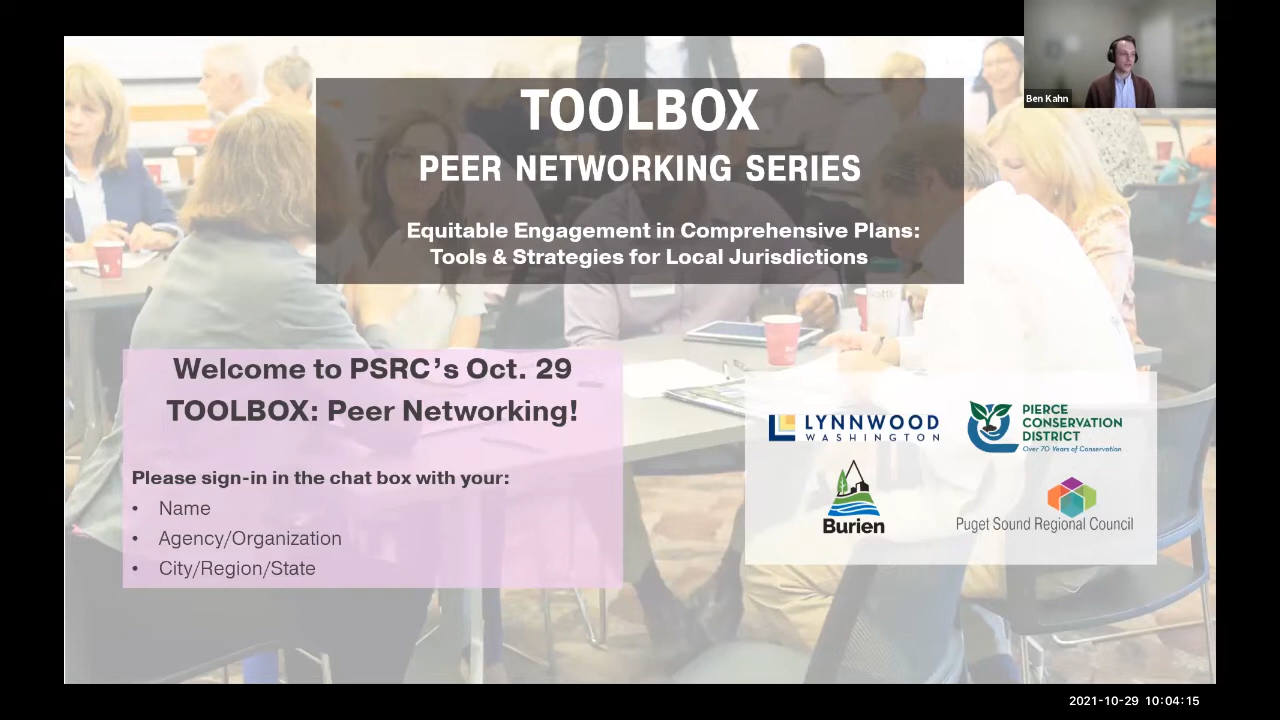 Ben Kahn
TOOLBOX
PEER NETWORKING SERIES
Equitable Engagement in Comprehensive Plans:
Tools & Strategies for Local Jurisdictions
Welcome to PSRC's Oct. 29
TOOLBOX: Peer Networking!
Please sign-in in the chat box with your:
• Name
• Agency/Organization
• City/Region/State
LYNNWOOD
WASHINGTON
PIERCE
CONSERVATION
DISTRICT
Over 70 Years of Conservation
Burien
Puget Sound Regional Council
2021-10-29 10:04:15